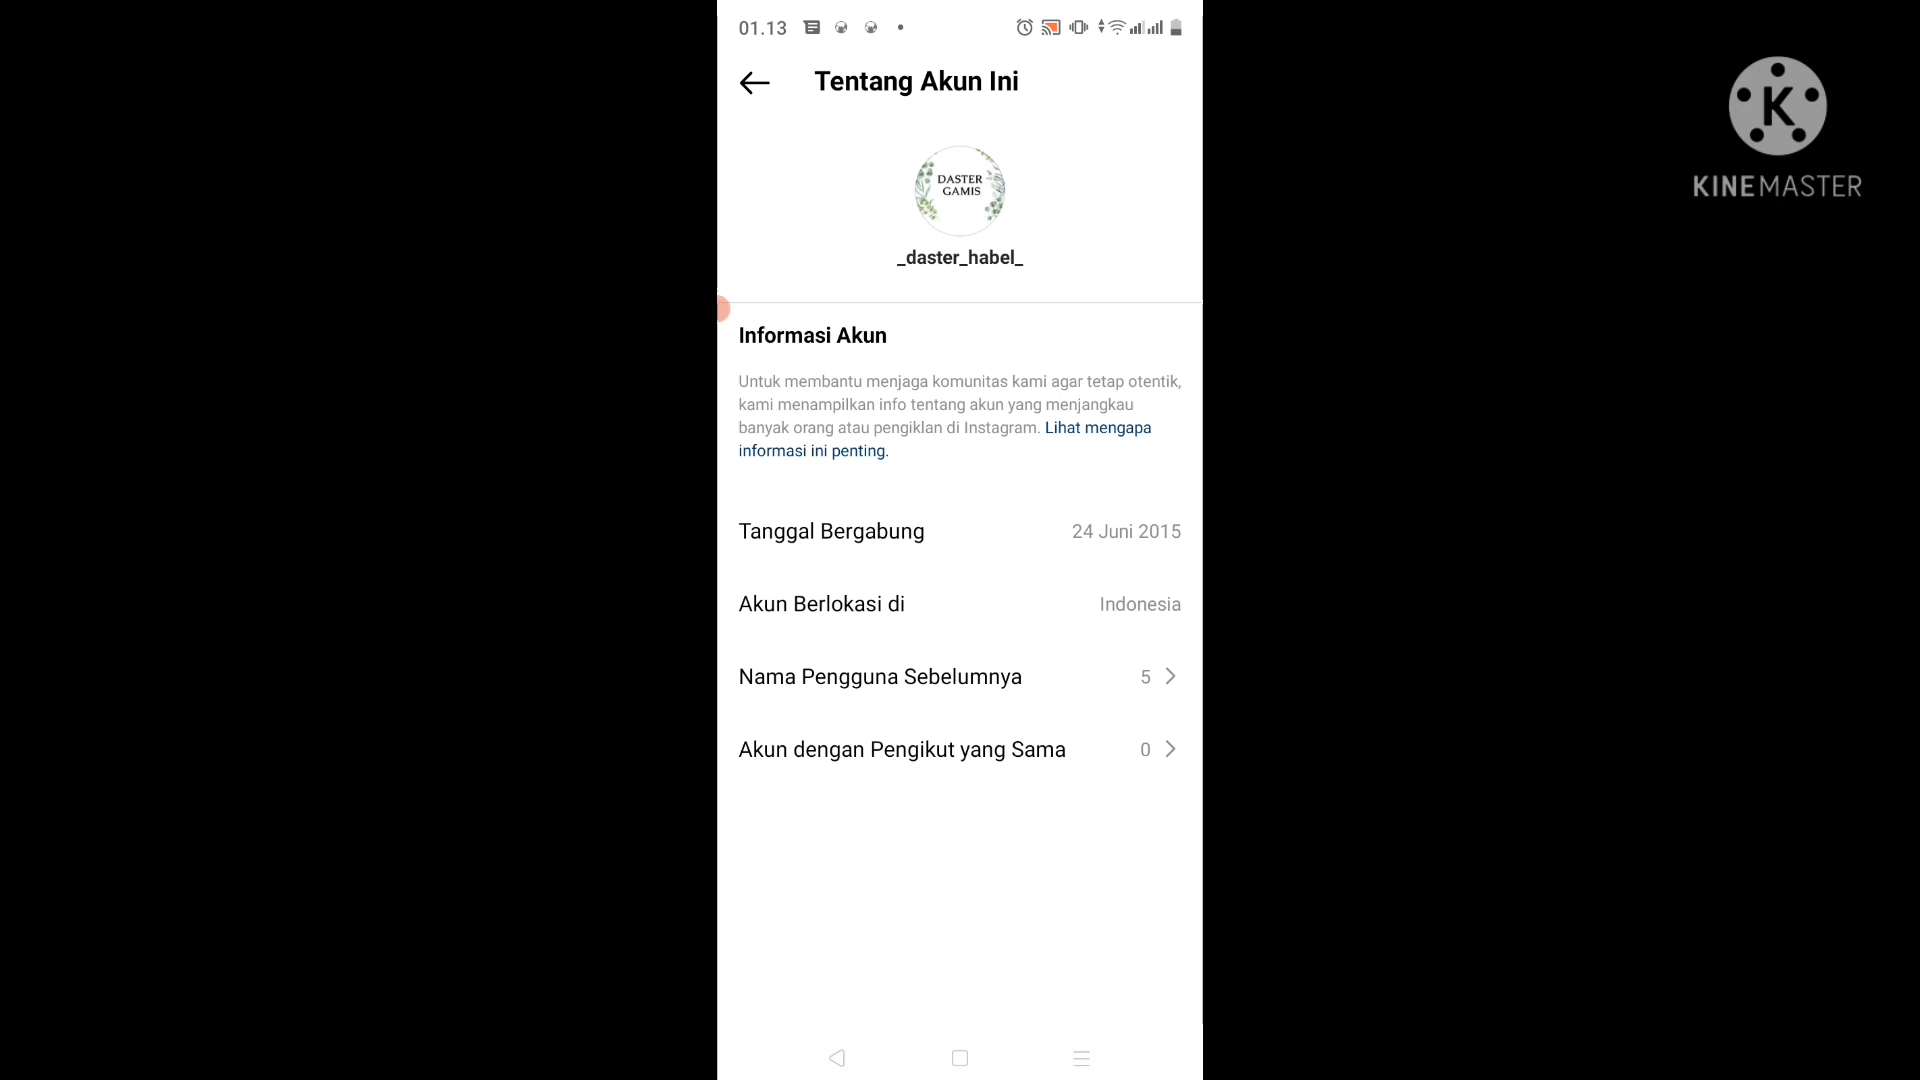 01.13
Tentang Akun Ini
DASTER
GAMIS
_daster_habel_
Informasi Akun
Untuk membantu menjaga komunitas kami agar tetap otentik,
kami menampilkan info tentang akun yang menjangkau
banyak orang atau pengiklan di Instagram. Lihat mengapa
informasi ini penting.
Tanggal Bergabung 24 Juni 2015
Akun Berlokasi di Indonesia
Nama Pengguna Sebelumnya 5
Akun dengan Pengikut yang Sama 0
K
KINEMASTER